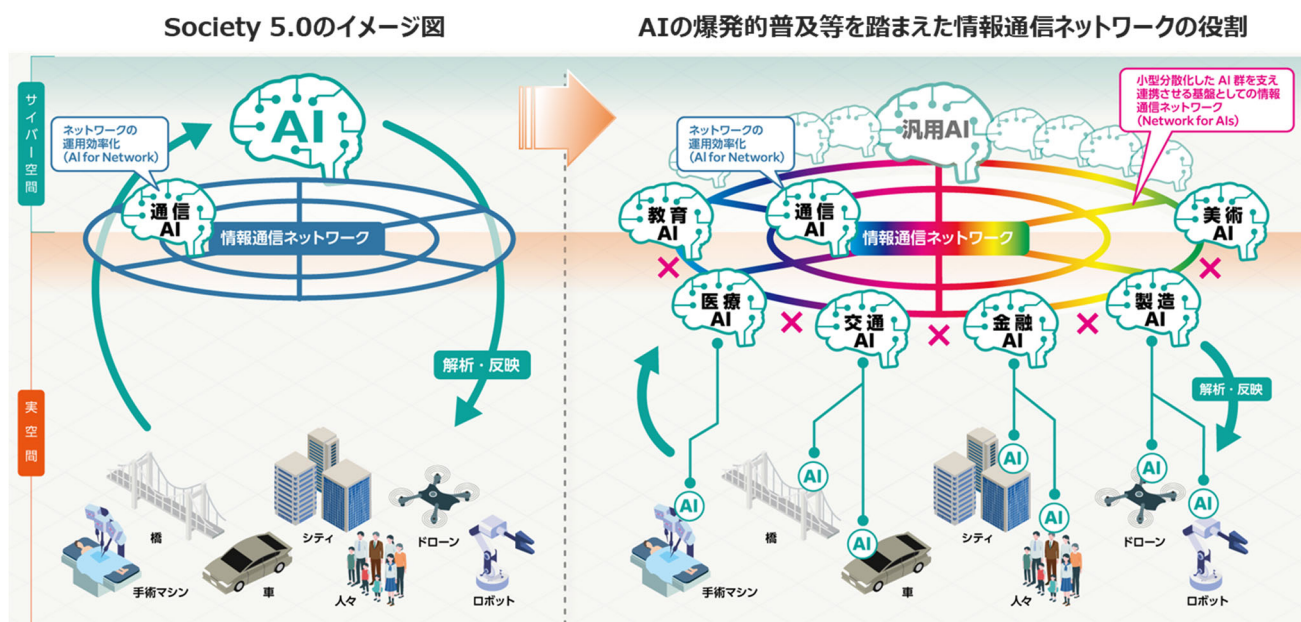 Society 5.0のイメージ図
サイバー空間
実空間
AI
ネットワークの
運用効率化
(AI for Network)
通信
AI
情報通信ネットワーク
解析・反映
橋
シティ
ドローン
手術マシン
車
人々
ロボット
AIの爆発的普及等を踏まえた情報通信ネットワークの役割
汎用AI
小型分散化した AI 群を支え
連携させる基盤としての情報
通信ネットワーク
(Network for AIs)
ネットワークの
運用効率化
(AI for Network)
教育
AI
通信
AI
美術
AI
情報通信ネットワーク
医療
AI
交通
AI
金融
AI
製造
AI
解析・反映
AI
AI
AI
AI
AI
AI
AI
橋
シティ
ドローン
手術マシン
車
人々
ロボット